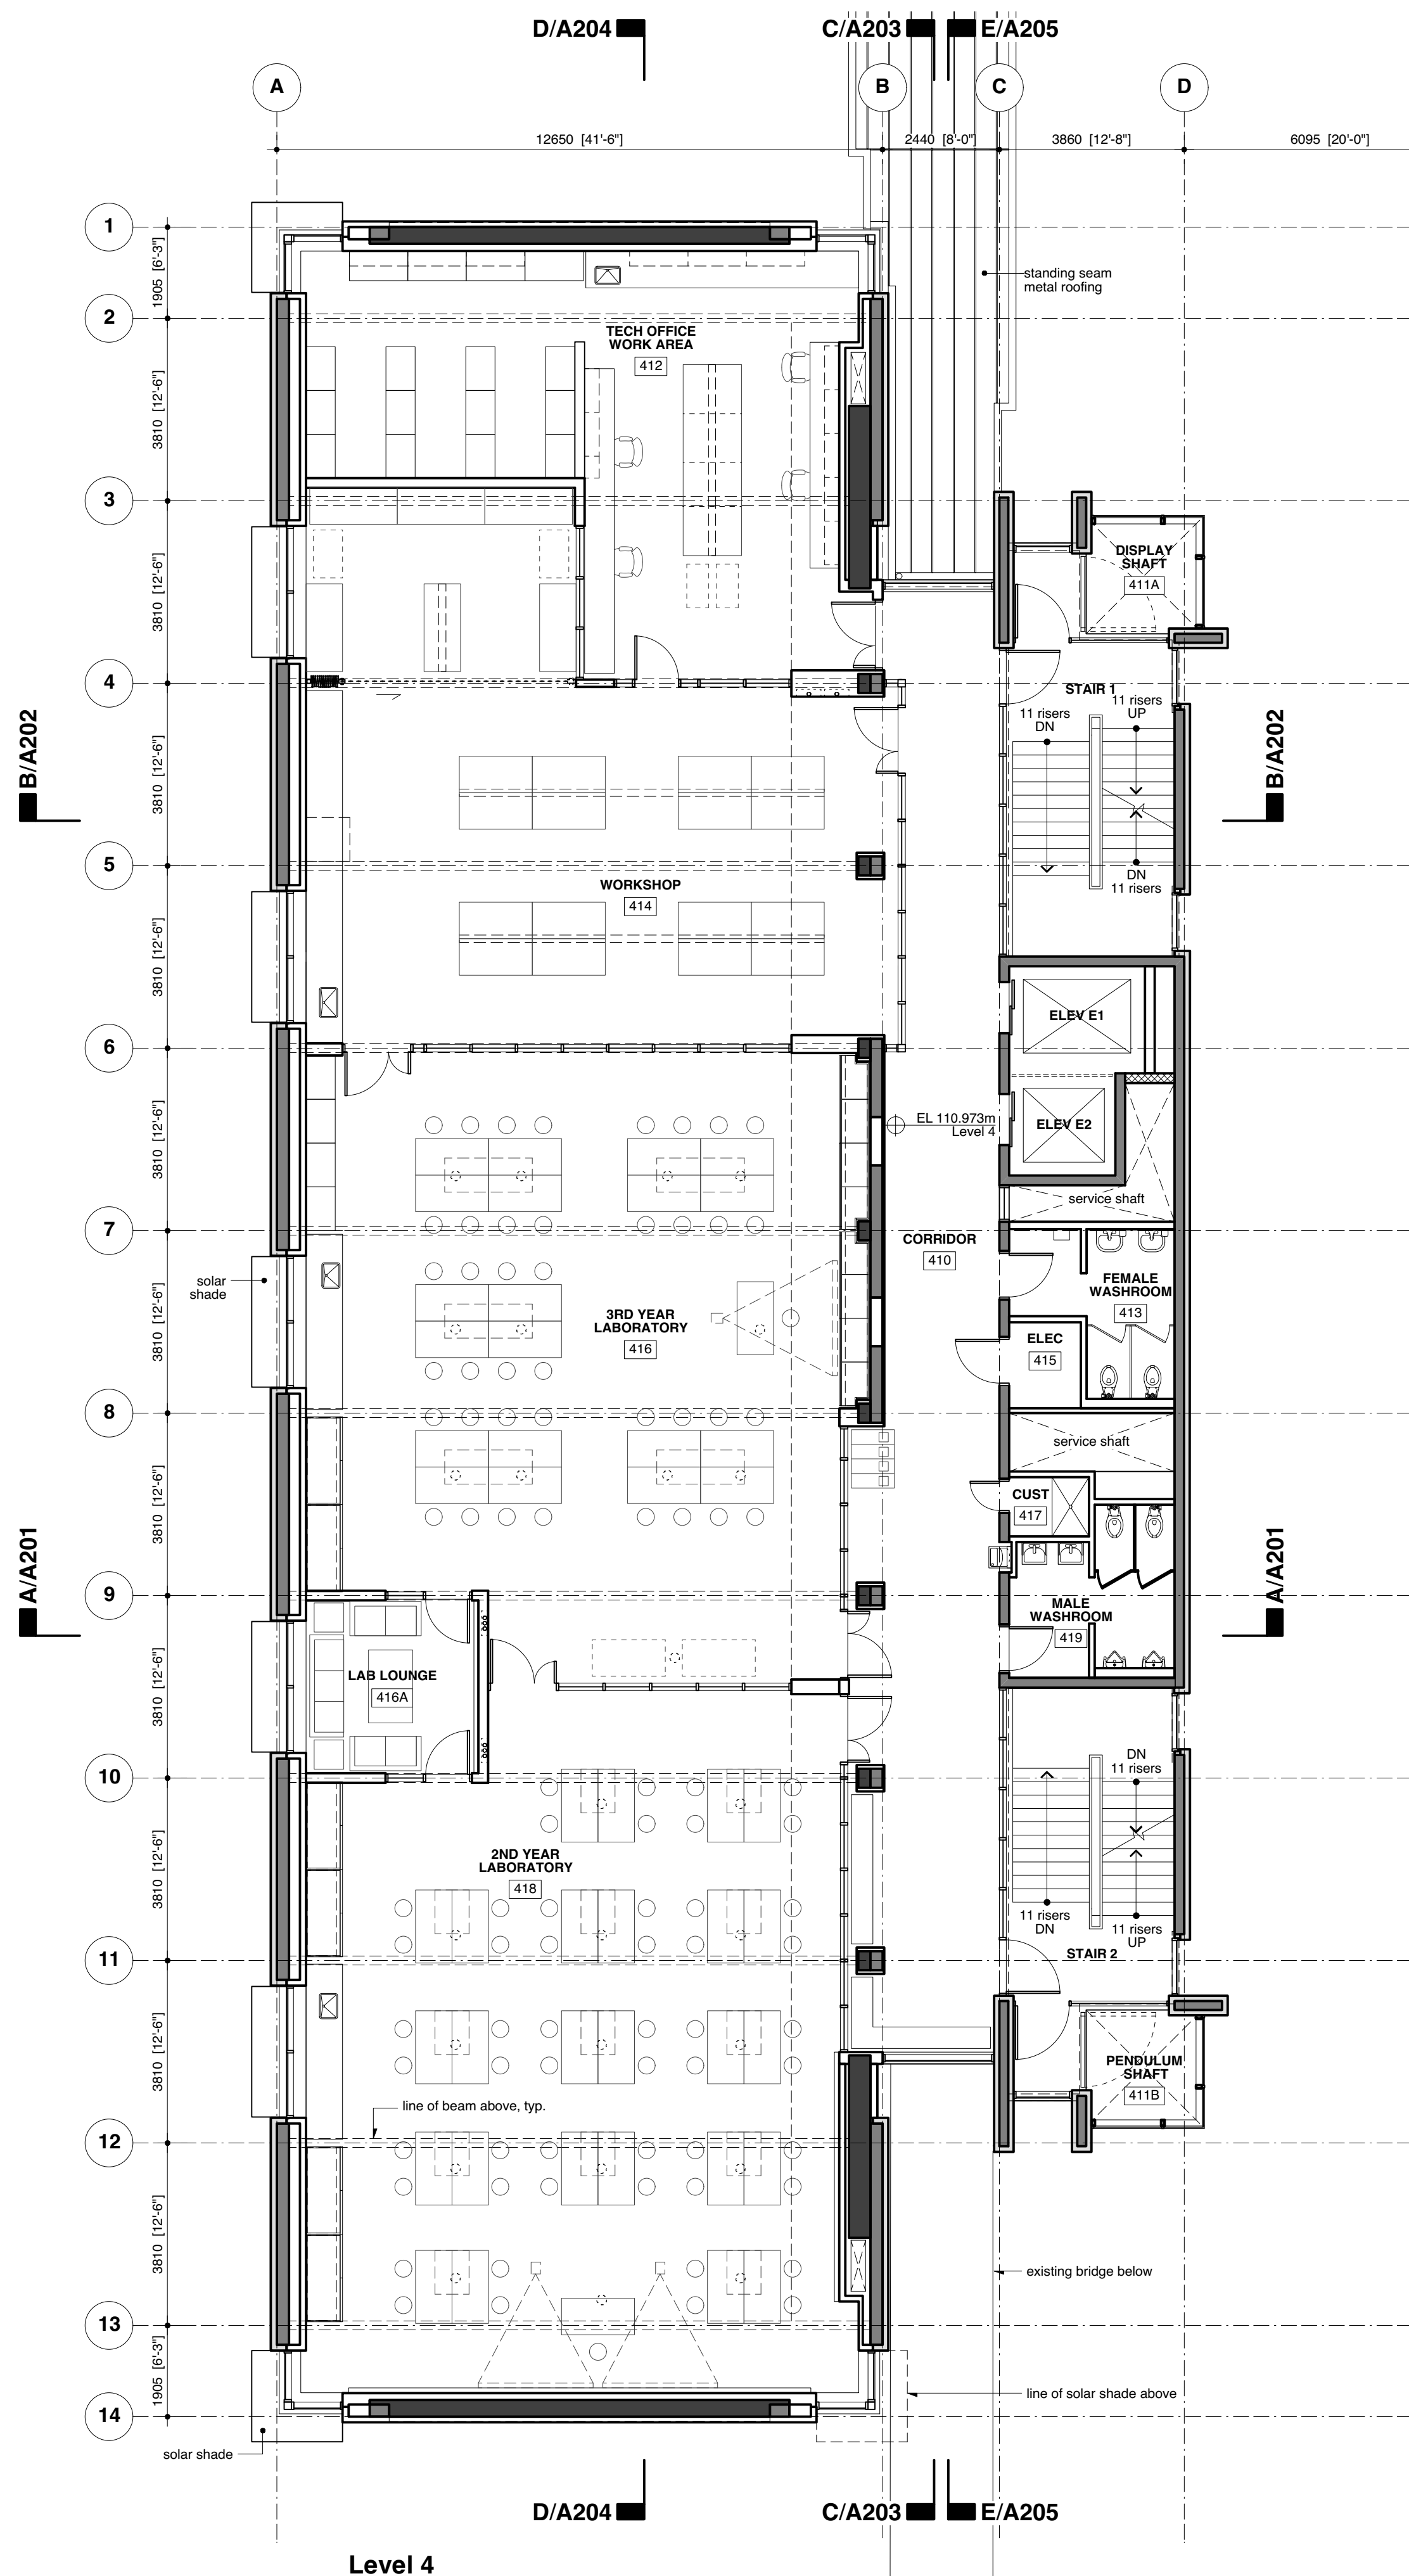 D/A204
C/A203
E/A205
A
B
C
D
12650 [41'-6"]
2440 [8'-0"]
3860 [12'-8"]
6095 [20'-0"]
1
1905 [6'-3"]
standing seam
metal roofing
2
TECH OFFICE
WORK AREA
412
3810 [12'-6"]
3
DISPLAY
SHAFT
411A
3810 [12'-6"]
4
STAIR 1
11 risers
UP
11 risers
DN
B/A202
B/A202
3810 [12'-6"]
5
DN
11 risers
WORKSHOP
414
3810 [12'-6"]
ELEV E1
6
EL 110.973m
Level 4
ELEV E2
3810 [12'-6"]
service shaft
7
CORRIDOR
410
solar
shade
FEMALE
WASHROOM
413
3RD YEAR
LABORATORY
416
ELEC
415
3810 [12'-6"]
8
service shaft
CUST
417
3810 [12'-6"]
A/A201
A/A201
9
MALE
WASHROOM
419
LAB LOUNGE
416A
3810 [12'-6"]
DN
11 risers
10
2ND YEAR
LABORATORY
418
3810 [12'-6"]
11 risers
DN
11 risers
UP
STAIR 2
11
3810 [12'-6"]
PENDULUM
SHAFT
411B
line of beam above, typ.
12
3810 [12'-6"]
existing bridge below
13
1905 [6'-3"]
line of solar shade above
14
solar shade
D/A204
C/A203
E/A205
Level 4